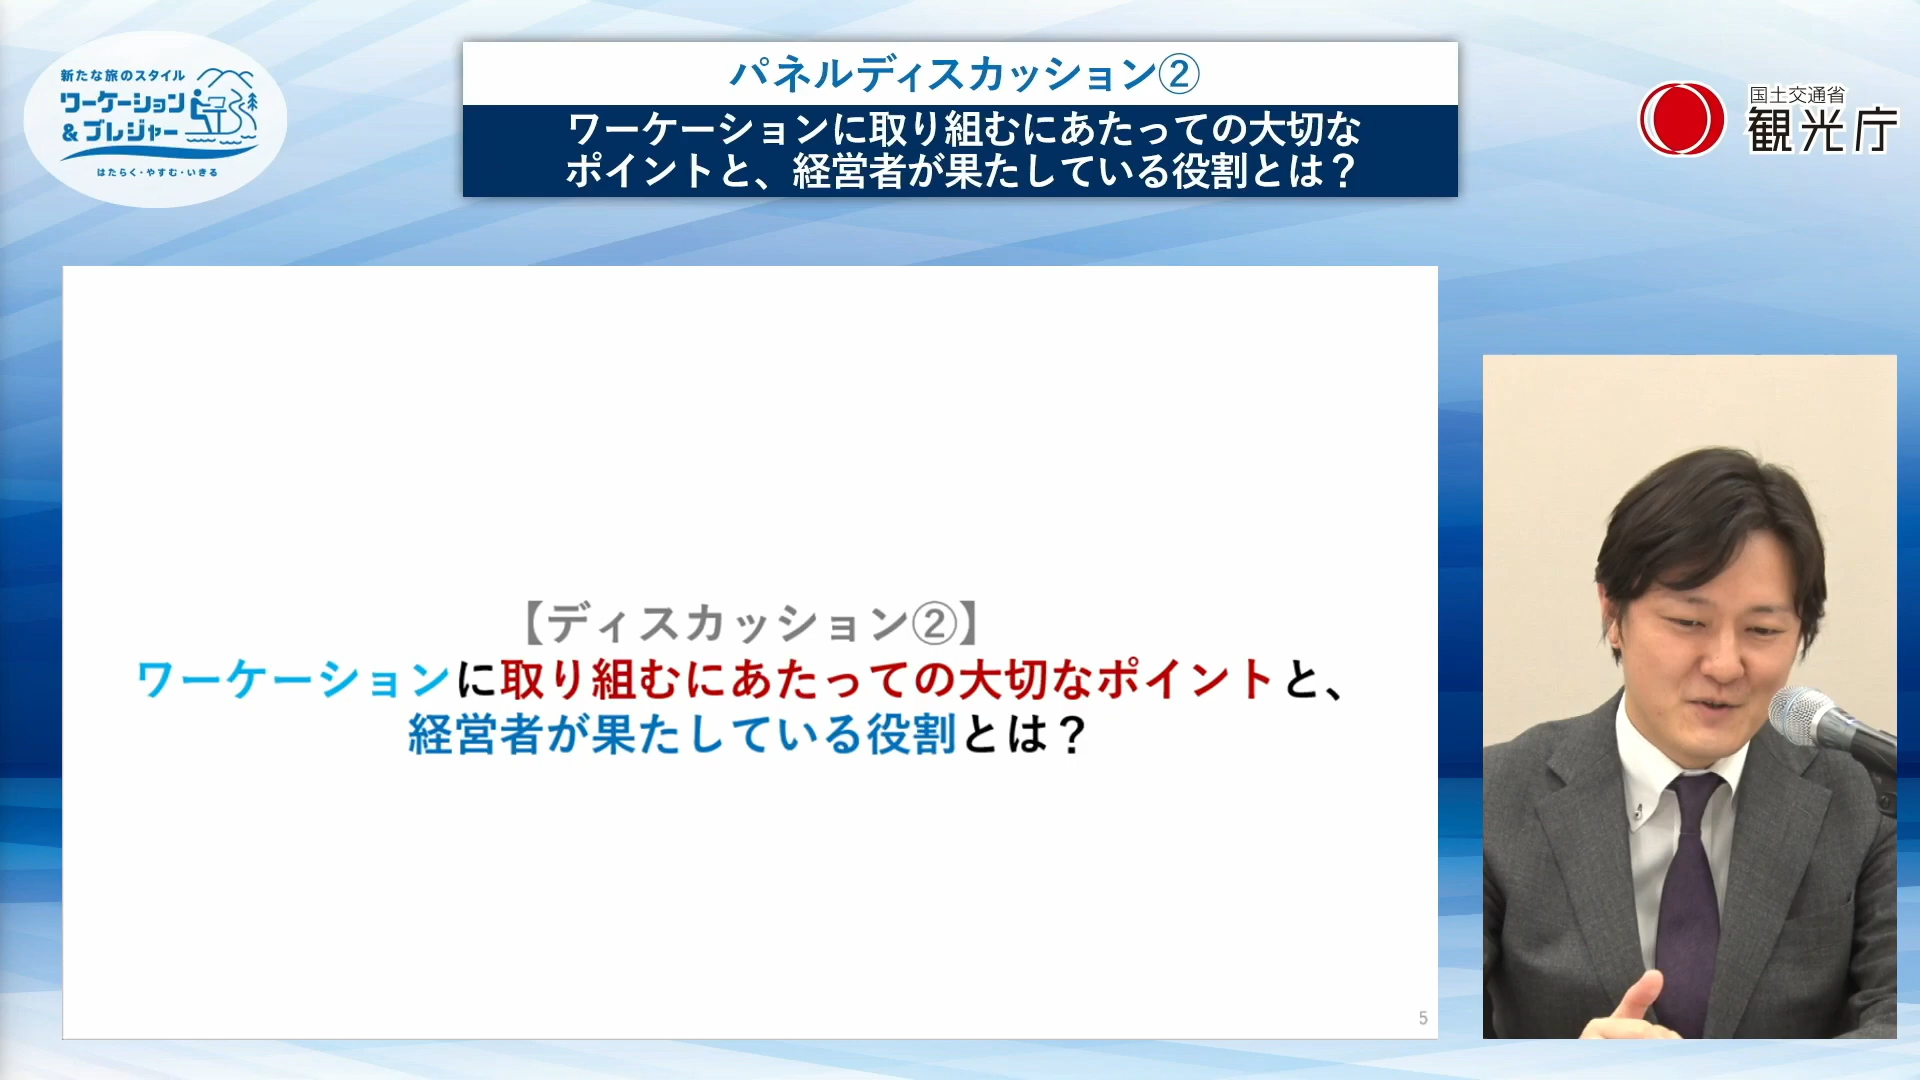 新たな旅のスタイル
ワーケーション
&ブレジャー
はたらく・やすむ・いきる
パネルディスカッション②
ワーケーションに取り組むにあたっての大切な
ポイントと、経営者が果たしている役割とは？
国土交通省
観光庁
【ディスカッション②】
ワーケーションに取り組むにあたっての大切なポイントと、
経営者が果たしている役割とは？
5